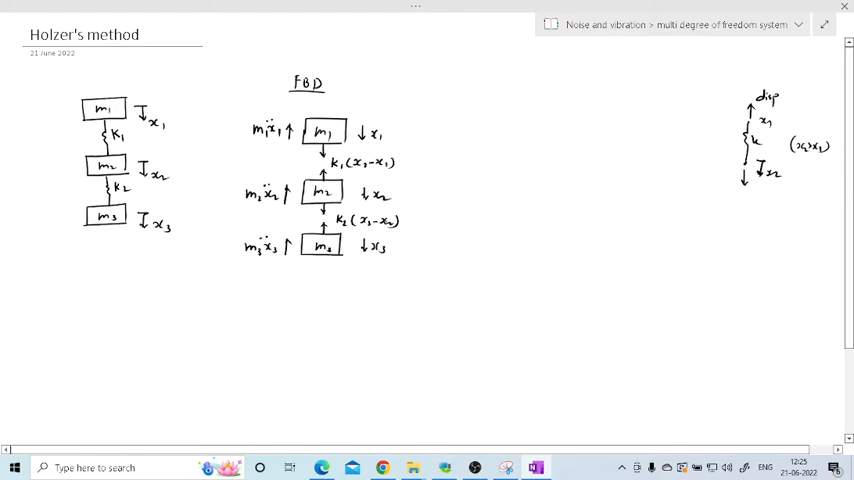 Noise and vibration > multi degree of freedom system
Holzer's method
21 June 2022
FBD
m1
x1
K1
m2
x2
K2
m3
x3
m1ẍ1
m1
x1
K1(x2-x1)
m2ẍ2
m2
x2
K2(x3-x2)
m3ẍ3
m3
x3
disp
x1
k
(x2>x1)
x2
Type here to search
ENG
12:25
21-06-2022